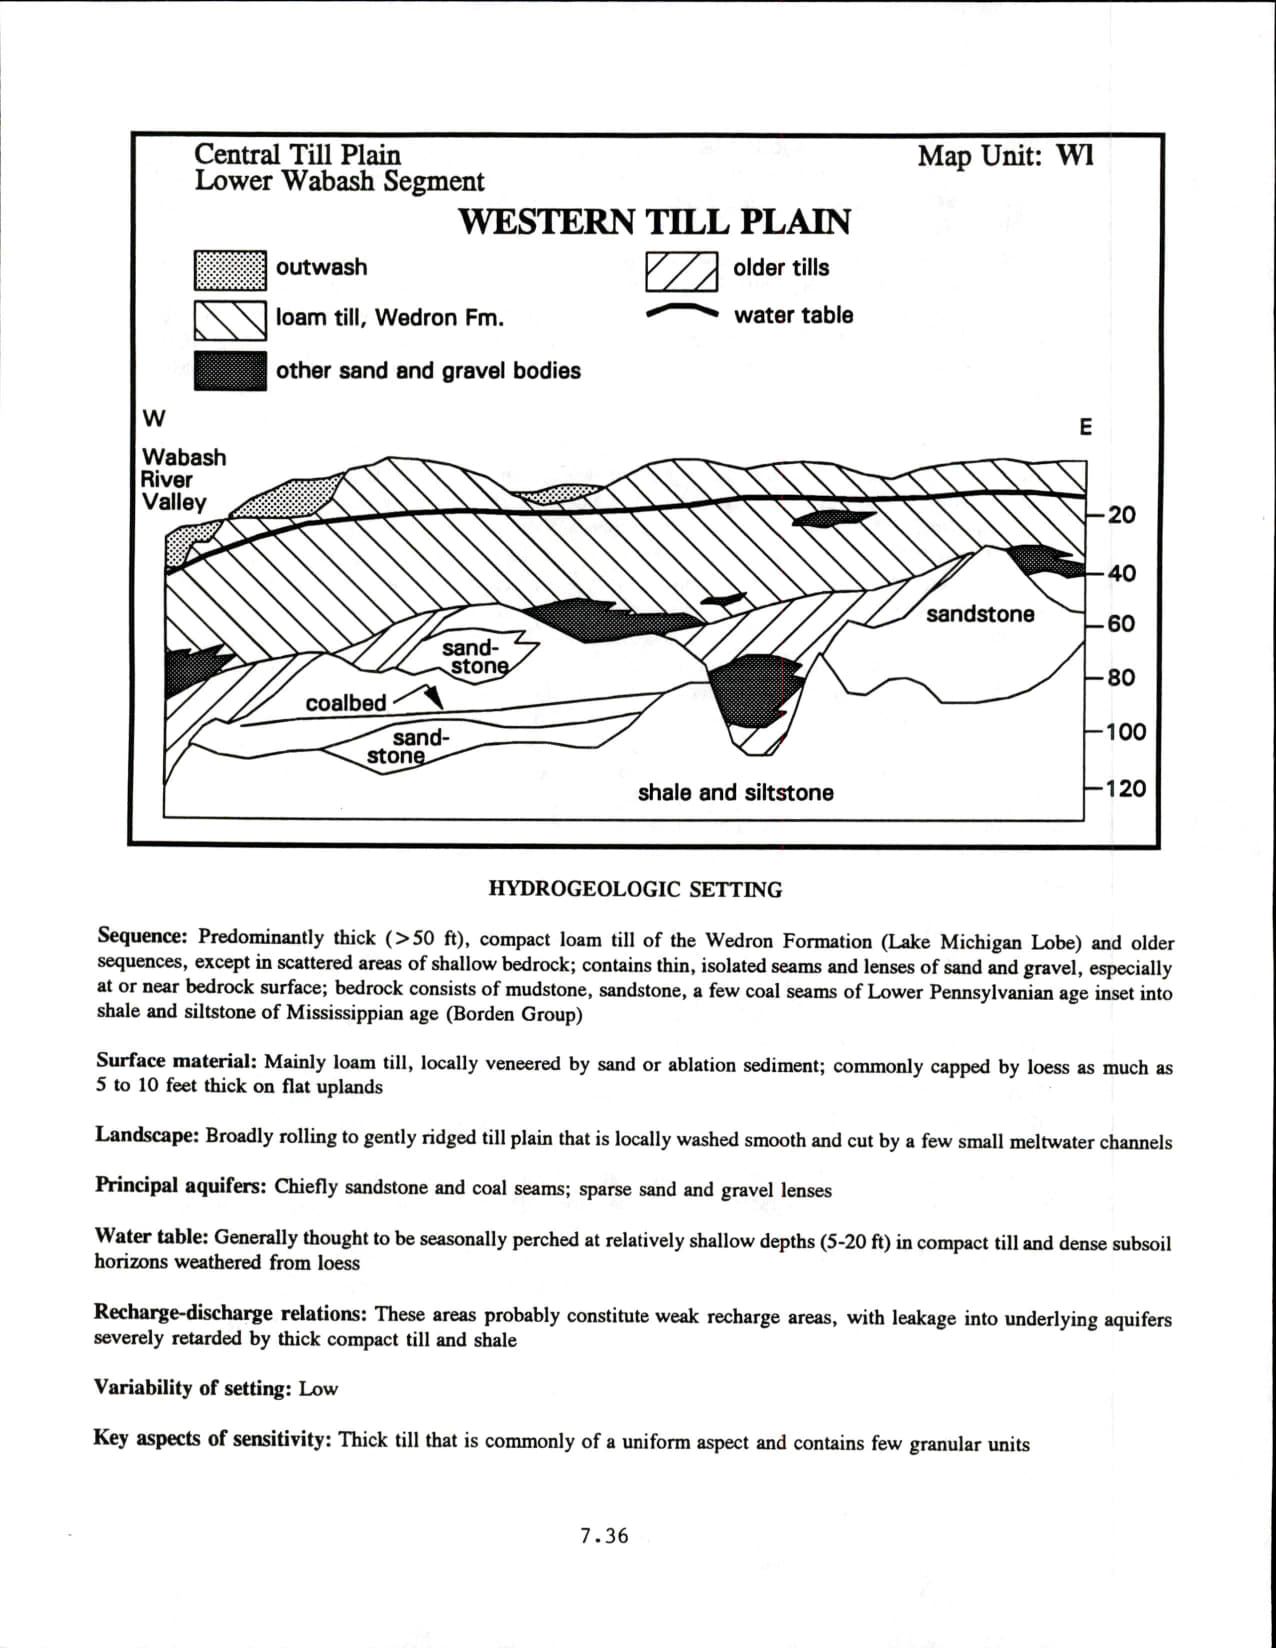 Central Till Plain
Lower Wabash Segment
Map Unit: WI
WESTERN TILL PLAIN
outwash
older tills
loam till, Wedron Fm.
water table
other sand and gravel bodies
W
E
Wabash
River
Valley
20
40
60
80
100
120
sandstone
sand-
stone
coalbed
sand-
stone
shale and siltstone
HYDROGEOLOGIC SETTING
Sequence: Predominantly thick (>50 ft), compact loam till of the Wedron Formation (Lake Michigan Lobe) and older
sequences, except in scattered areas of shallow bedrock; contains thin, isolated seams and lenses of sand and gravel, especially
at or near bedrock surface; bedrock consists of mudstone, sandstone, a few coal seams of Lower Pennsylvanian age inset into
shale and siltstone of Mississippian age (Borden Group)
Surface material: Mainly loam till, locally veneered by sand or ablation sediment; commonly capped by loess as much as
5 to 10 feet thick on flat uplands
Landscape: Broadly rolling to gently ridged till plain that is locally washed smooth and cut by a few small meltwater channels
Principal aquifers: Chiefly sandstone and coal seams; sparse sand and gravel lenses
Water table: Generally thought to be seasonally perched at relatively shallow depths (5-20 ft) in compact till and dense subsoil
horizons weathered from loess
Recharge-discharge relations: These areas probably constitute weak recharge areas, with leakage into underlying aquifers
severely retarded by thick compact till and shale
Variability of setting: Low
Key aspects of sensitivity: Thick till that is commonly of a uniform aspect and contains few granular units
7.36